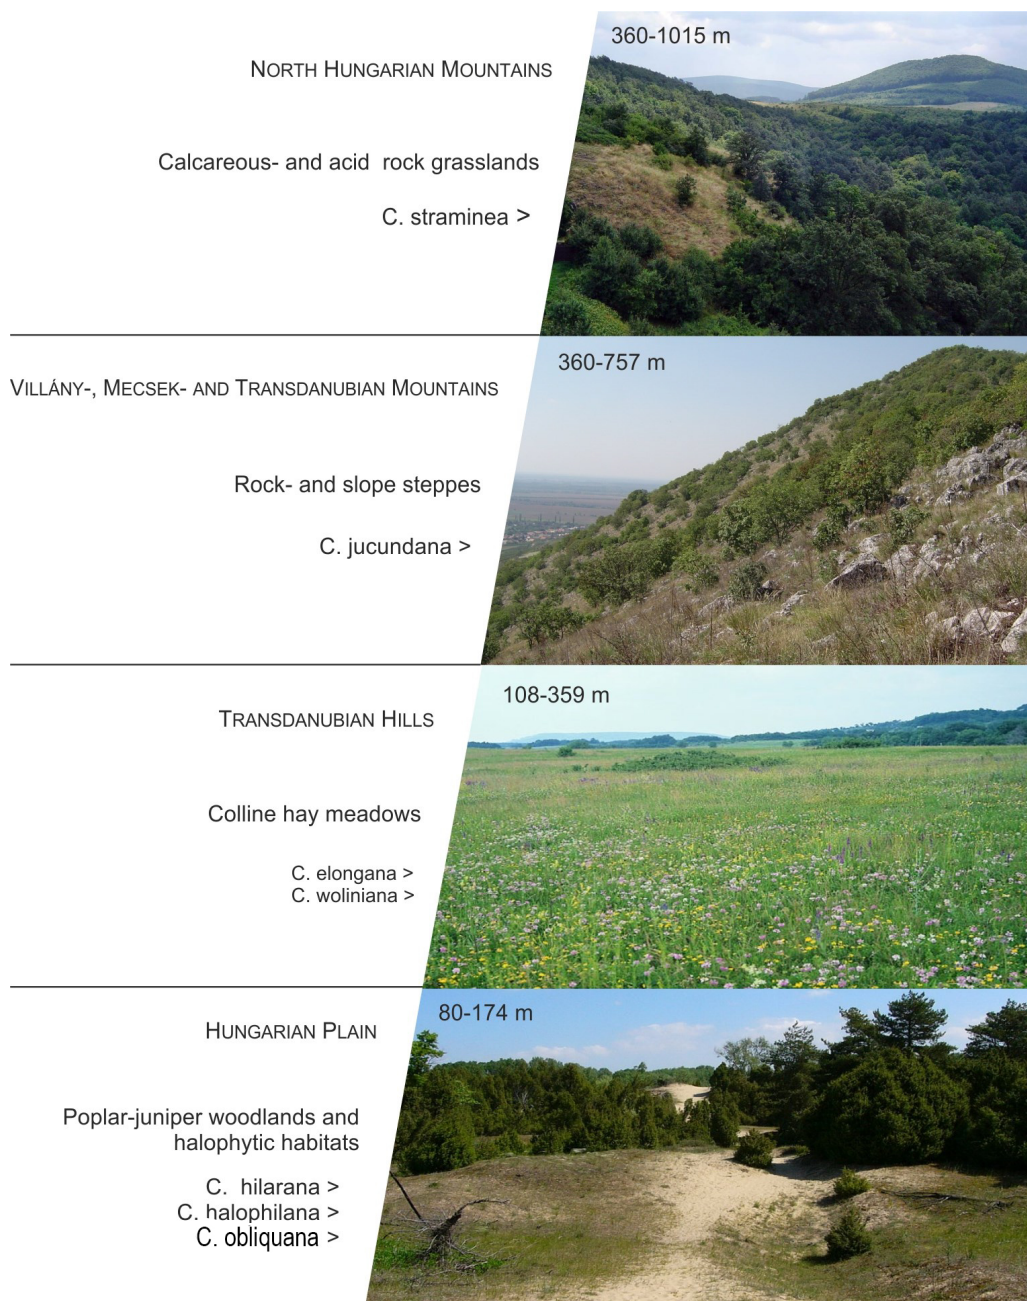 360-1015 m
NORTH HUNGARIAN MOUNTAINS
Calcareous- and acid rock grasslands
C. straminea >
360-757 m
VILLÁNY-, MECSEK- AND TRANSDANUBIAN MOUNTAINS
Rock- and slope steppes
C. jucundana >
108-359 m
TRANSDANUBIAN HILLS
Colline hay meadows
C. elongana >
C. woliniana >
80-174 m
HUNGARIAN PLAIN
Poplar-juniper woodlands and
halophytic habitats
C. hilarana >
C. halophilana >
C. obliquana >